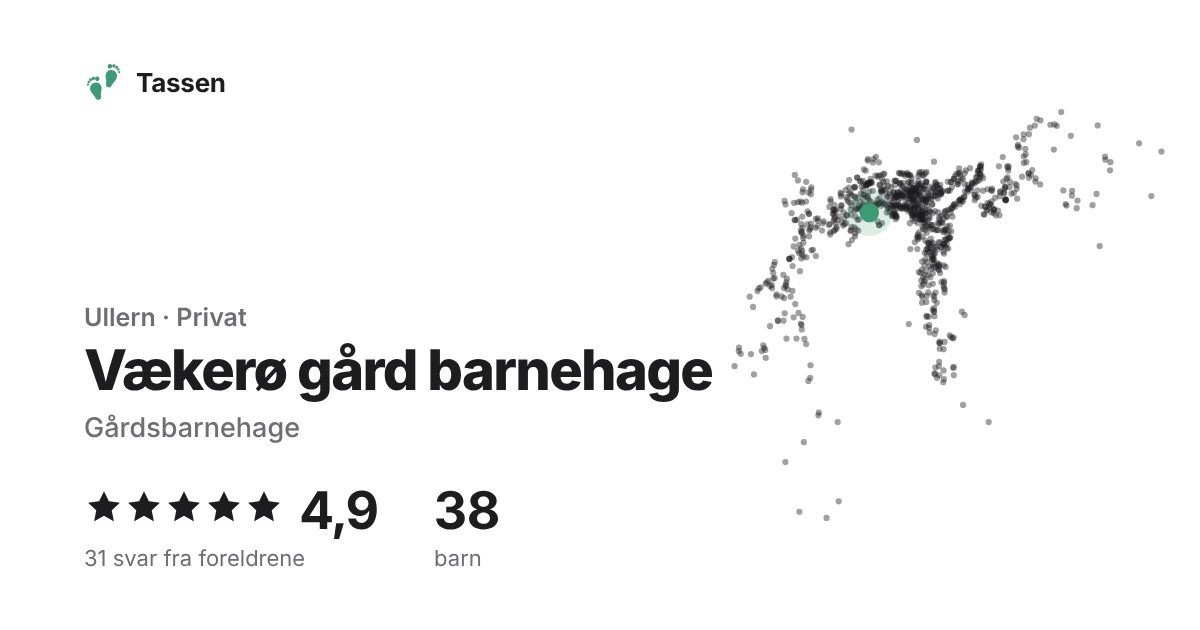 Tassen
Ullern · Privat
Vækerø gård barnehage
Gårdsbarnehage
★★★★★ 4,9 38
31 svar fra foreldrene barn